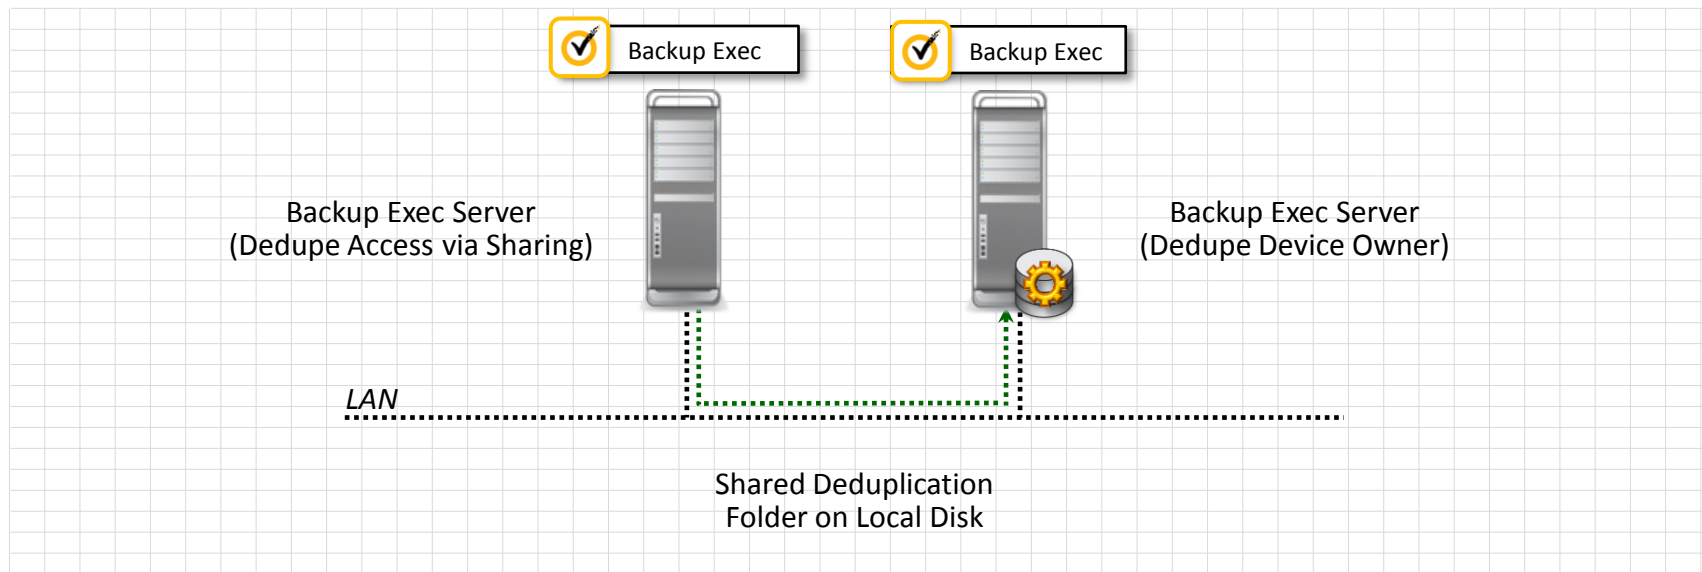 Backup Exec
Backup Exec
Backup Exec Server
(Dedupe Access via Sharing)
Backup Exec Server
(Dedupe Device Owner)
LAN
Shared Deduplication
Folder on Local Disk